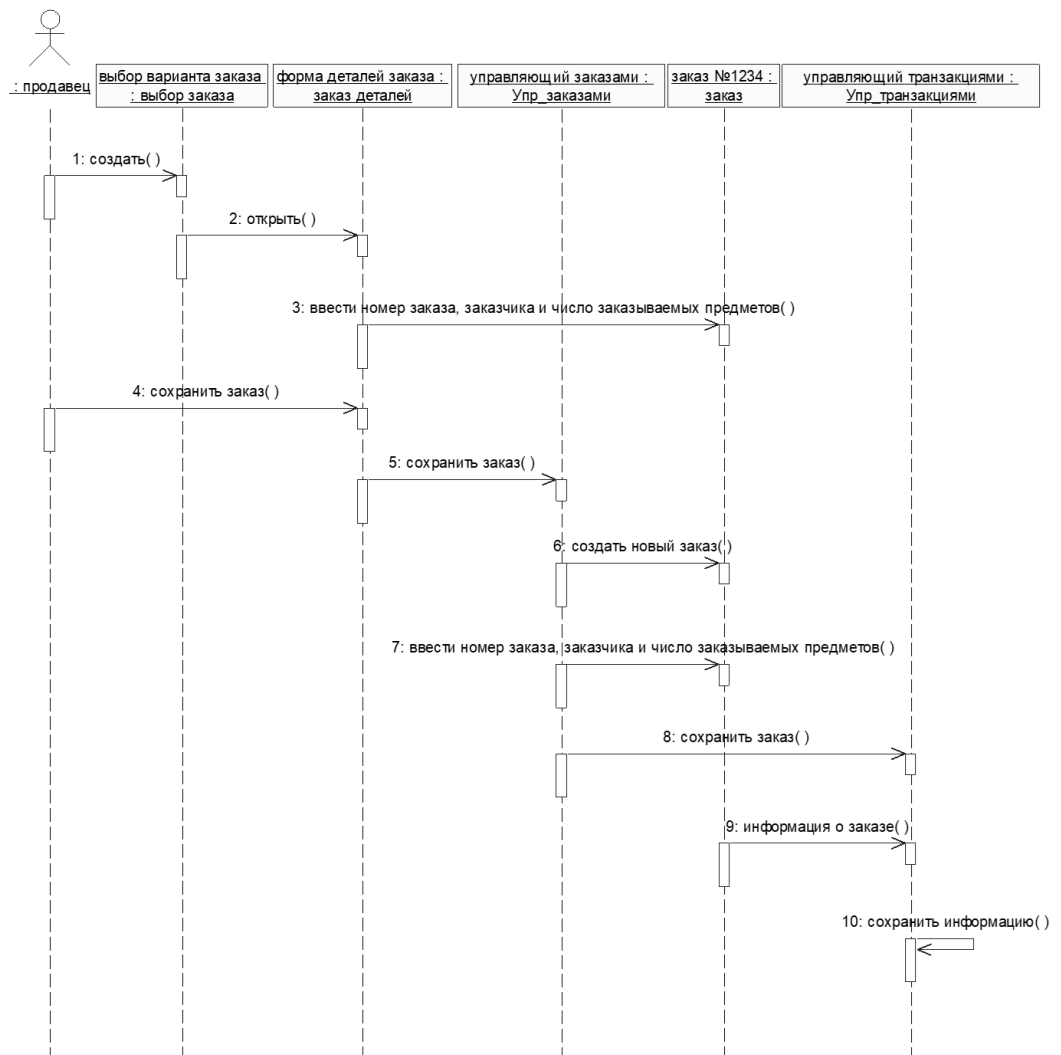 : продавец
выбор варианта заказа
: выбор заказа
форма деталей заказа :
заказ деталей
управляющий заказами :
Упр_заказами
заказ №1234 :
заказ
управляющий транзакциями :
Упр_транзакциями
1: создать( )
2: открыть( )
3: ввести номер заказа, заказчика и число заказываемых предметов( )
4: сохранить заказ( )
5: сохранить заказ( )
6: создать новый заказ( )
7: ввести номер заказа, заказчика и число заказываемых предметов( )
8: сохранить заказ( )
9: информация о заказе( )
10: сохранить информацию( )